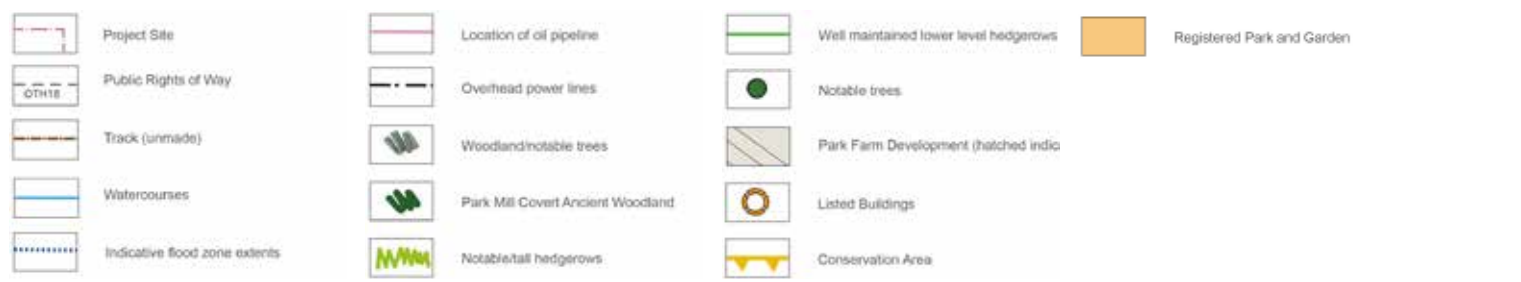 Project Site
Public Rights of Way
OTH18
Track (unmade)
Watercourses
Indicative flood zone extents
Location of oil pipeline
Overhead power lines
Woodland/notable trees
Park Mill Covert Ancient Woodland
Notable/tall hedgerows
Well maintained lower level hedgerows
Notable trees
Park Farm Development (hatched indic
Listed Buildings
Conservation Area
Registered Park and Garden